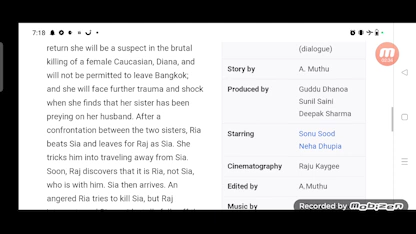 7:18
return she will be a suspect in the brutal
killing of a female Caucasian, Diana, and
will not be permitted to leave Bangkok;
and she will face further trauma and shock
when she finds that her sister has been
preying on her husband. After a
confrontation between the two sisters, Ria
beats Sia and leaves for Raj as Sia. She
tricks him into traveling away from Sia.
Soon, Raj discovers that it is Ria, not Sia,
who is with him. Sia then arrives. An
angered Ria tries to kill Sia, but Raj
(dialogue)
Story by A. Muthu
Produced by Guddu Dhanoa
Sunil Saini
Deepak Sharma
Starring Sonu Sood
Neha Dhupia
Cinematography Raju Kaygee
Edited by A,Muthu
Music by
Recorded by Mobizen